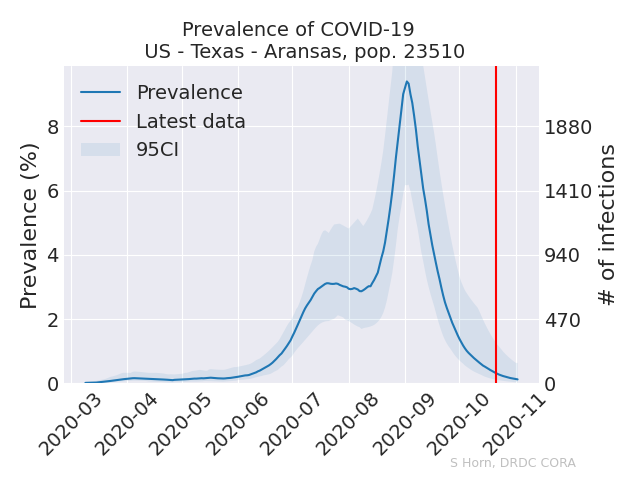 Prevalence of COVID-19
US - Texas - Aransas, pop. 23510
Prevalence
Latest data
95CI
Prevalence (%)
8
6
4
2
0
1880
1410
940
470
0
# of infections
2020-03
2020-04
2020-05
2020-06
2020-07
2020-08
2020-09
2020-10
2020-11
S Horn, DRDC CORA